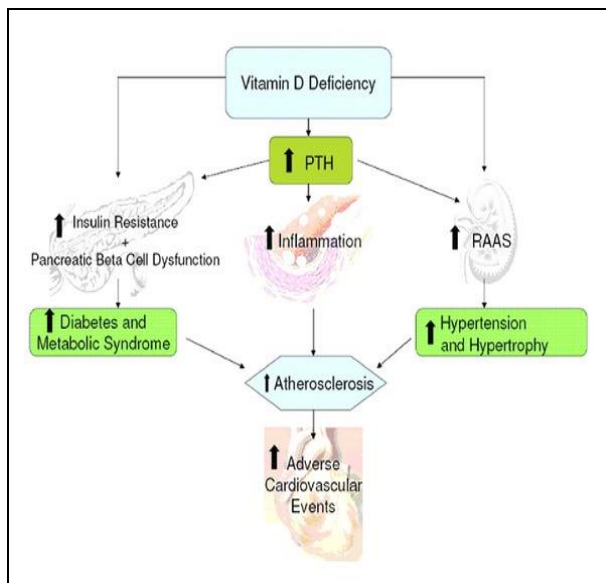 Vitamin D Deficiency
PTH
Insulin Resistance
+
Pancreatic Beta Cell Dysfunction
Inflammation
RAAS
Diabetes and
Metabolic Syndrome
Hypertension
and Hypertrophy
Atherosclerosis
Adverse
Cardiovascular
Events